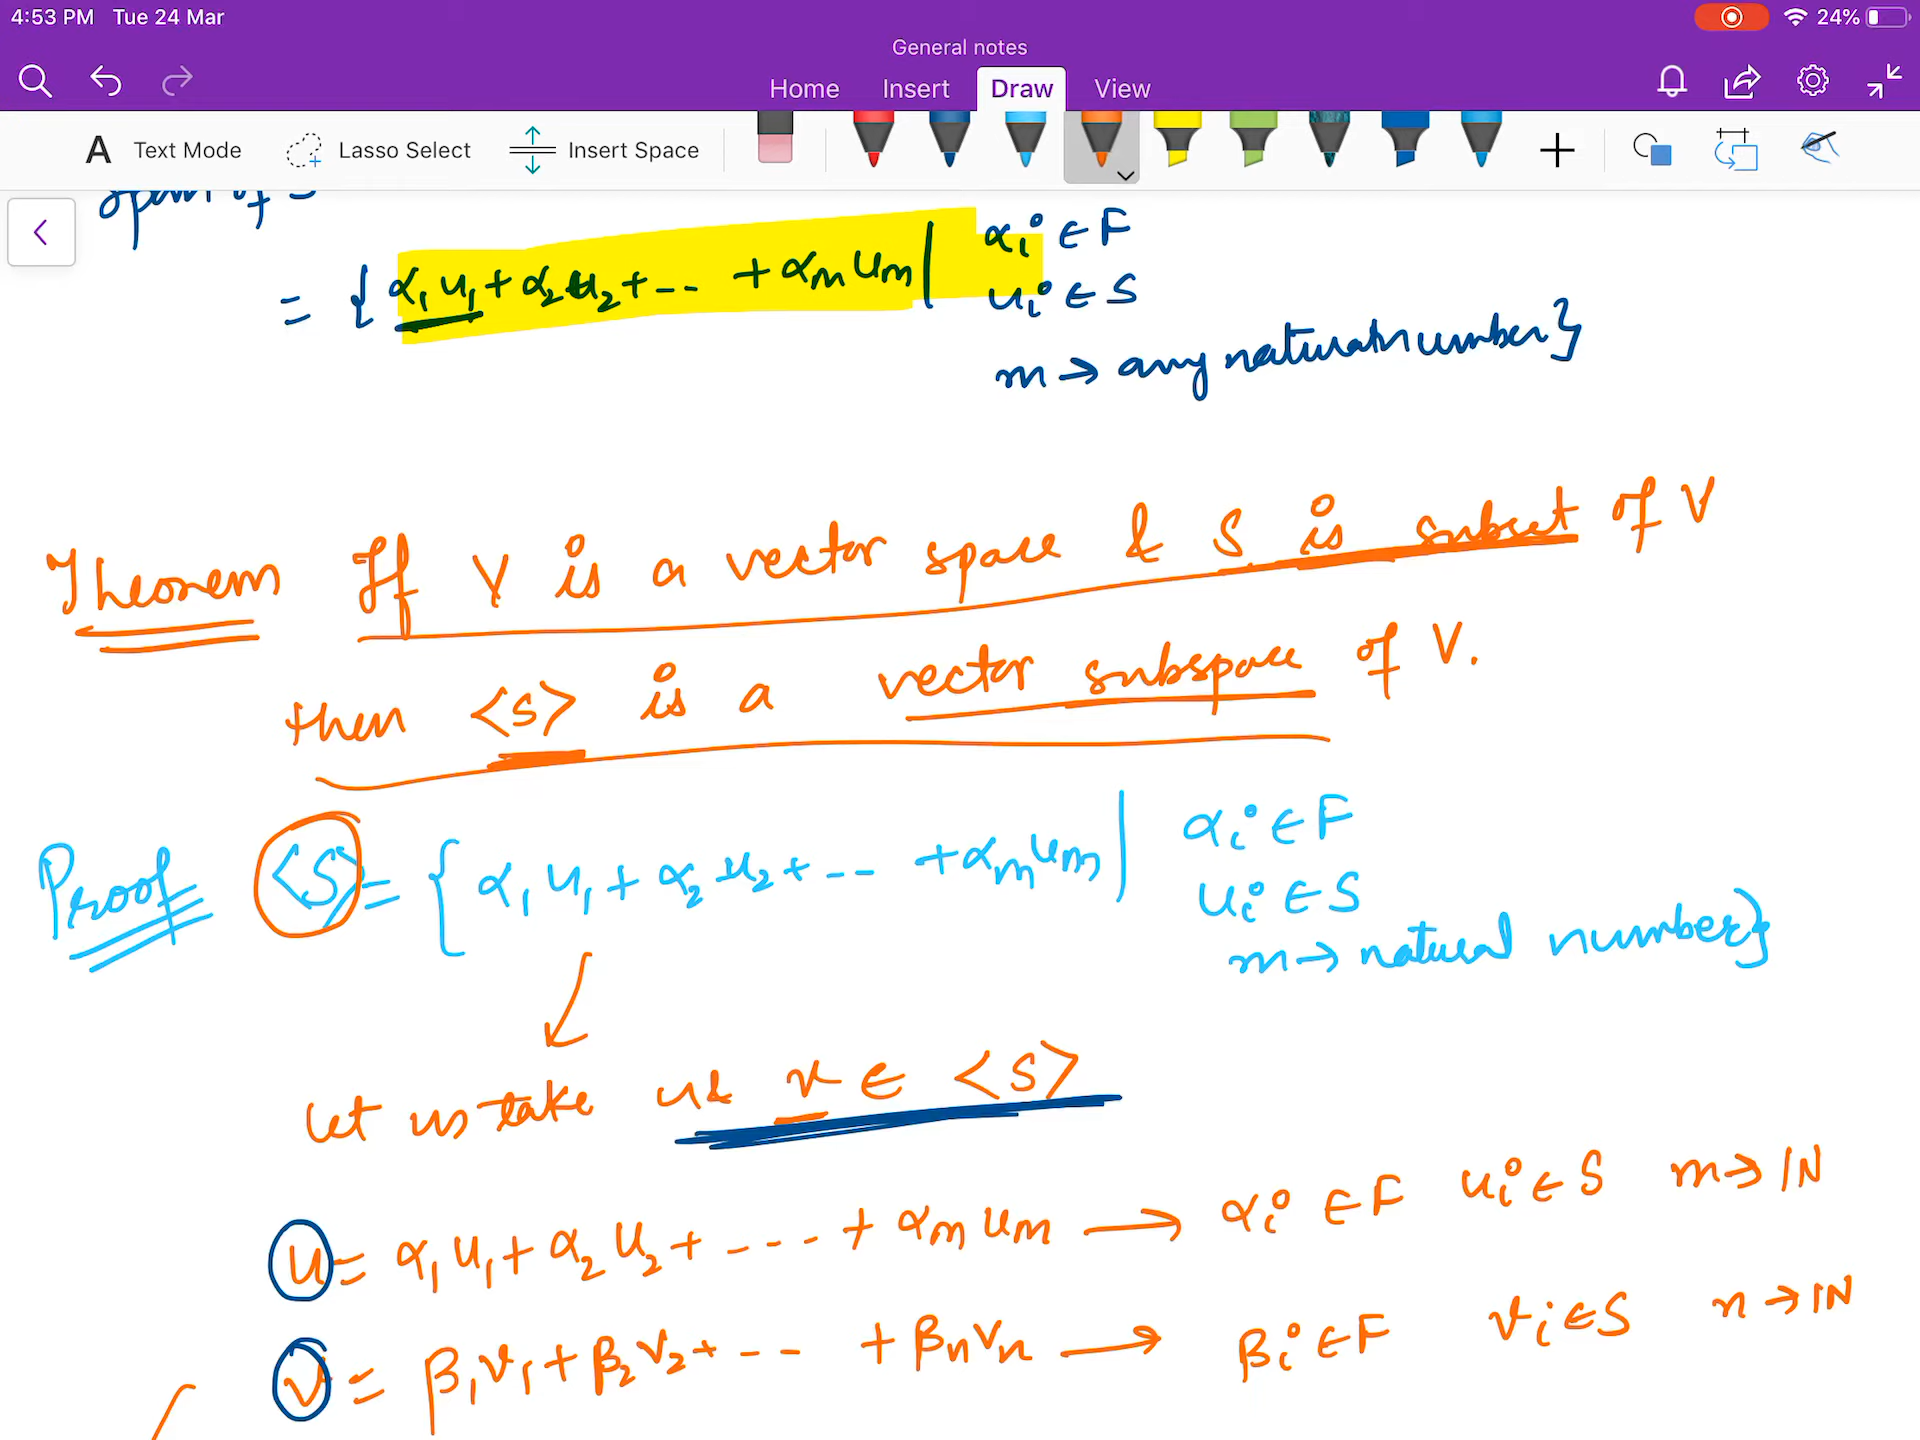 4:53 PM Tue 24 Mar
24%
General notes
Home Insert Draw View
A Text Mode Lasso Select Insert Space
span of S
= { α₁u₁ + α₂u₂ + -- + αₘuₘ | αᵢ ∈ F
uᵢ ∈ S
m → any natural number }
Theorem If V is a vector space & S is subset of V
then <S> is a vector subspace of V.
Proof <S> = { α₁u₁ + α₂u₂ + -- + αₘuₘ | αᵢ ∈ F
uᵢ ∈ S
m → natural number }
let us take u & v ∈ <S>
u = α₁u₁ + α₂u₂ + ---- + αₘuₘ → αᵢ ∈ F uᵢ ∈ S m → IN
v = β₁v₁ + β₂v₂ + -- -- + βₙvₙ → βᵢ ∈ F vᵢ ∈ S n → IN